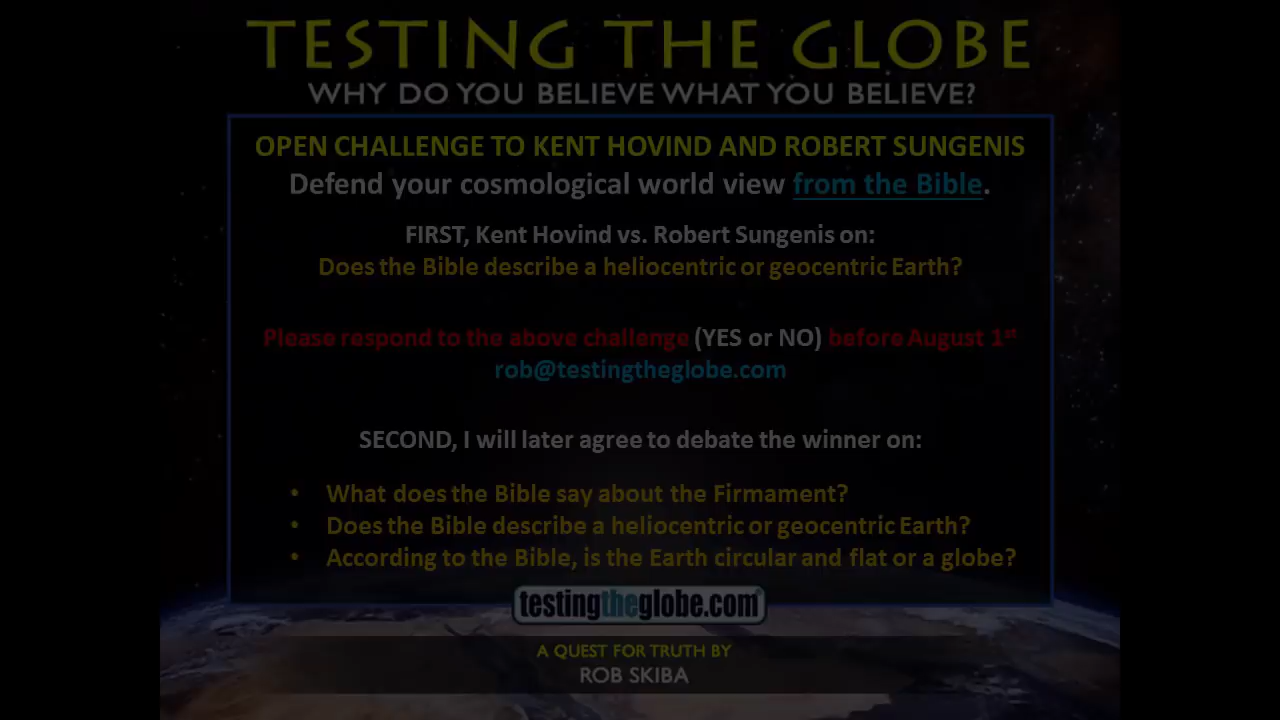 TESTING THE GLOBE
WHY DO YOU BELIEVE WHAT YOU BELIEVE?
OPEN CHALLENGE TO KENT HOVIND AND ROBERT SUNGENIS
Defend your cosmological world view from the Bible.
FIRST, Kent Hovind vs. Robert Sungenis on:
Does the Bible describe a heliocentric or geocentric Earth?
Please respond to the above challenge (YES or NO) before August 1st
rob@testingtheglobe.com
SECOND, I will later agree to debate the winner on:
• What does the Bible say about the Firmament?
• Does the Bible describe a heliocentric or geocentric Earth?
• According to the Bible, is the Earth circular and flat or a globe?
testingtheglobe.com
A QUEST FOR TRUTH BY
ROB SKIBA